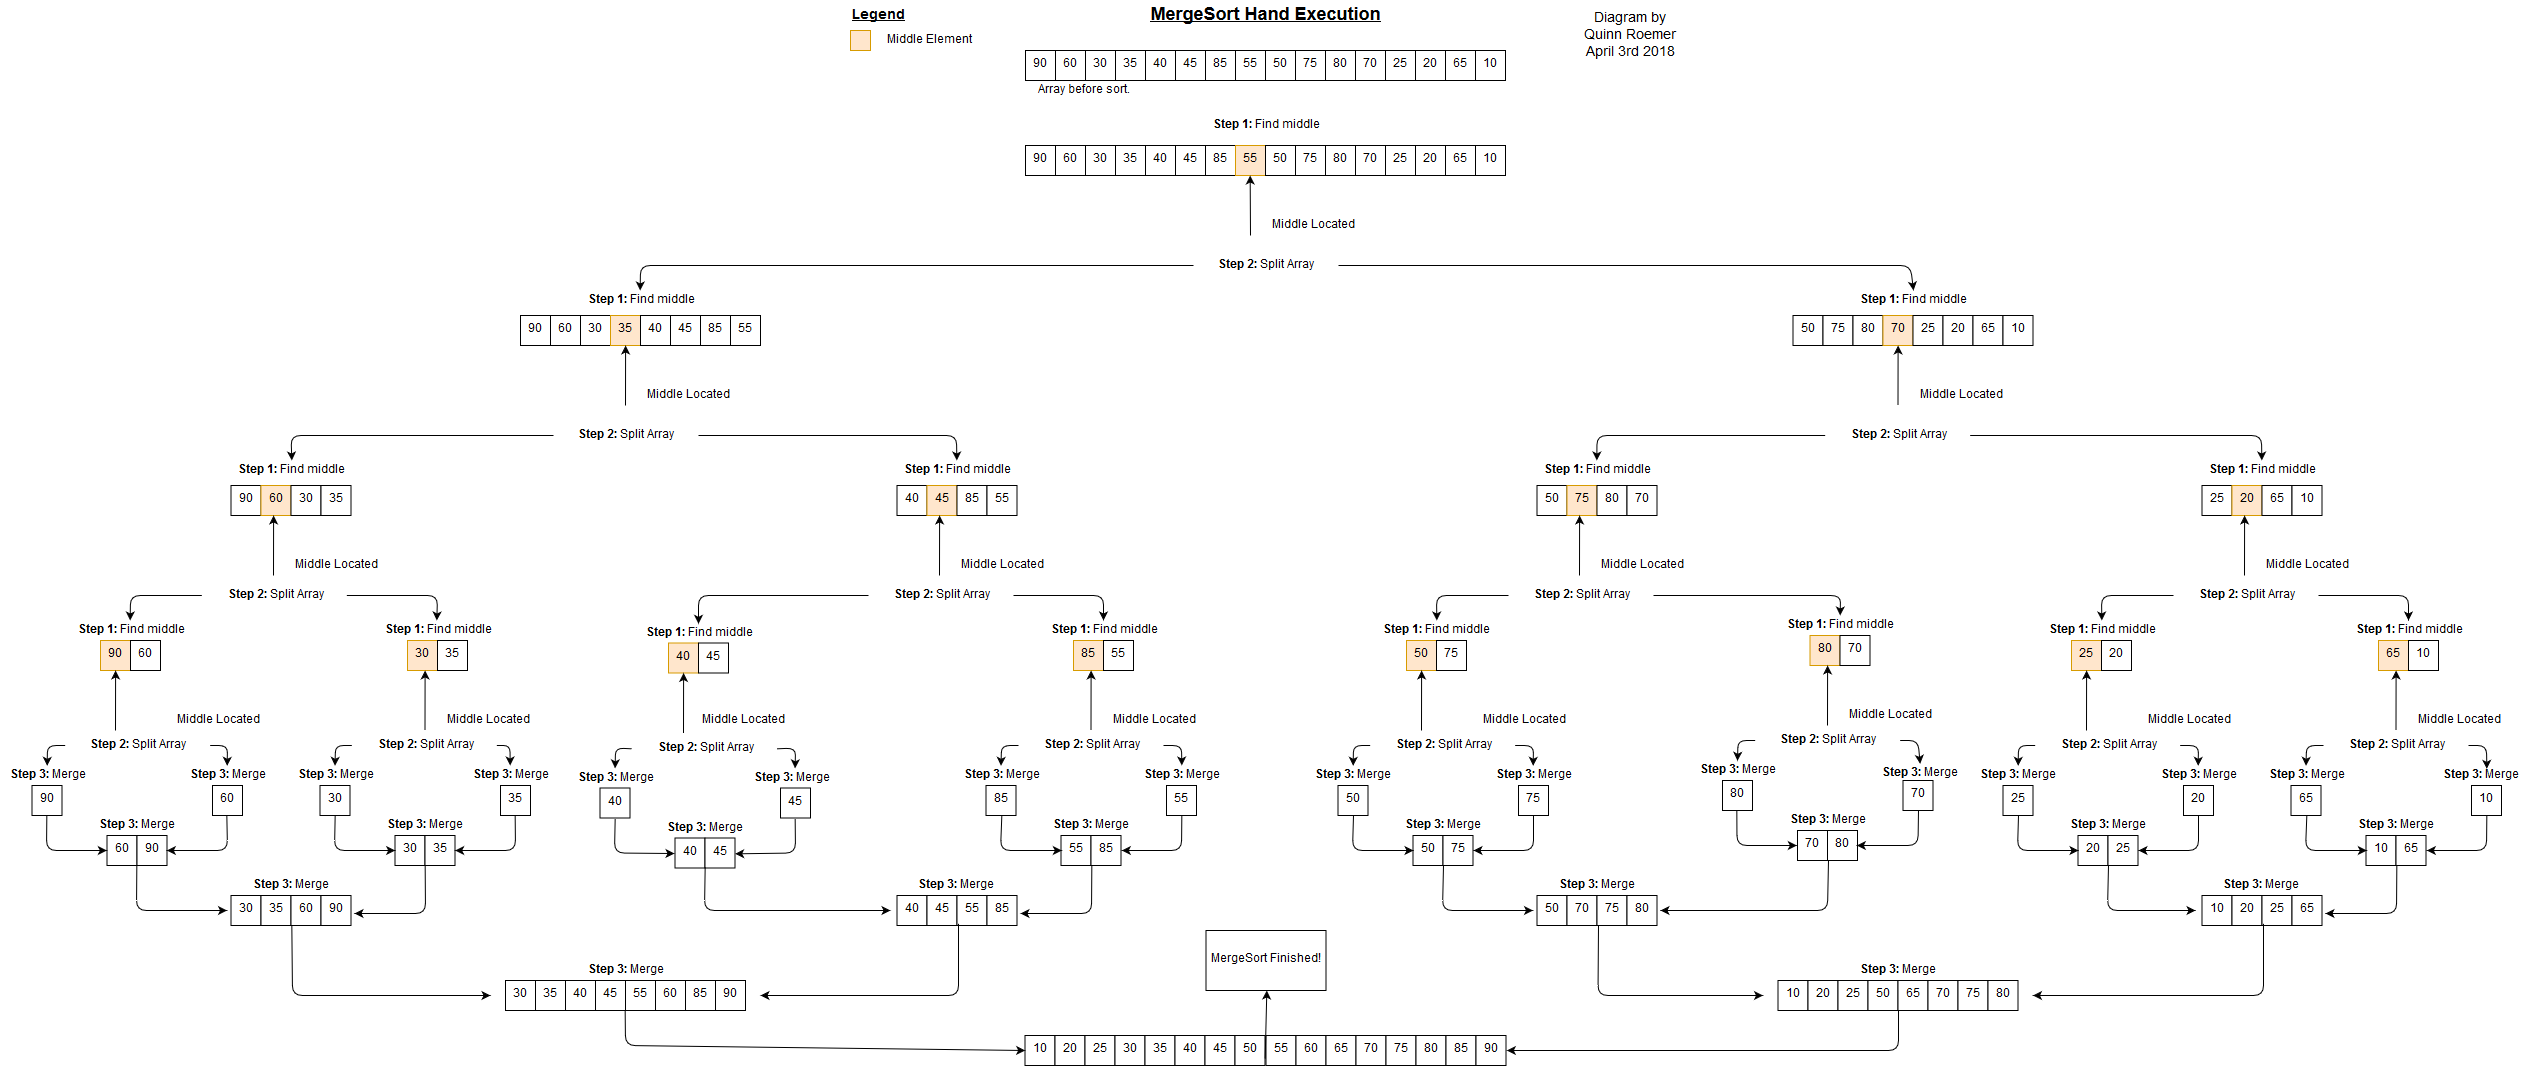 Legend
Middle Element
MergeSort Hand Execution
Diagram by
Quinn Roemer
April 3rd 2018
90 60 30 35 40 45 85 55 50 75 80 70 25 20 65 10
Array before sort.
Step 1: Find middle
90 60 30 35 40 45 85 55 50 75 80 70 25 20 65 10
Middle Located
Step 2: Split Array
Step 1: Find middle Step 1: Find middle
90 60 30 35 40 45 85 55 50 75 80 70 25 20 65 10
Middle Located Middle Located
Step 2: Split Array Step 2: Split Array
Step 1: Find middle Step 1: Find middle Step 1: Find middle Step 1: Find middle
90 60 30 35 40 45 85 55 50 75 80 70 25 20 65 10
Middle Located Middle Located Middle Located Middle Located
Step 2: Split Array Step 2: Split Array Step 2: Split Array Step 2: Split Array
Step 1: Find middle Step 1: Find middle Step 1: Find middle Step 1: Find middle Step 1: Find middle Step 1: Find middle Step 1: Find middle Step 1: Find middle
90 60 30 35 40 45 85 55 50 75 80 70 25 20 65 10
Middle Located Middle Located Middle Located Middle Located Middle Located Middle Located Middle Located Middle Located
Step 2: Split Array Step 2: Split Array Step 2: Split Array Step 2: Split Array Step 2: Split Array Step 2: Split Array Step 2: Split Array Step 2: Split Array
Step 3: Merge Step 3: Merge Step 3: Merge Step 3: Merge Step 3: Merge Step 3: Merge Step 3: Merge Step 3: Merge Step 3: Merge Step 3: Merge Step 3: Merge Step 3: Merge Step 3: Merge Step 3: Merge Step 3: Merge Step 3: Merge
90 60 30 35 40 45 85 55 50 75 80 70 25 20 65 10
Step 3: Merge Step 3: Merge Step 3: Merge Step 3: Merge Step 3: Merge Step 3: Merge Step 3: Merge Step 3: Merge
60 90 30 35 40 45 55 85 50 75 70 80 20 25 10 65
Step 3: Merge Step 3: Merge Step 3: Merge Step 3: Merge
30 35 60 90 40 45 55 85 50 70 75 80 10 20 25 65
MergeSort Finished!
Step 3: Merge Step 3: Merge
30 35 40 45 55 60 85 90 10 20 25 50 65 70 75 80
10 20 25 30 35 40 45 50 55 60 65 70 75 80 85 90